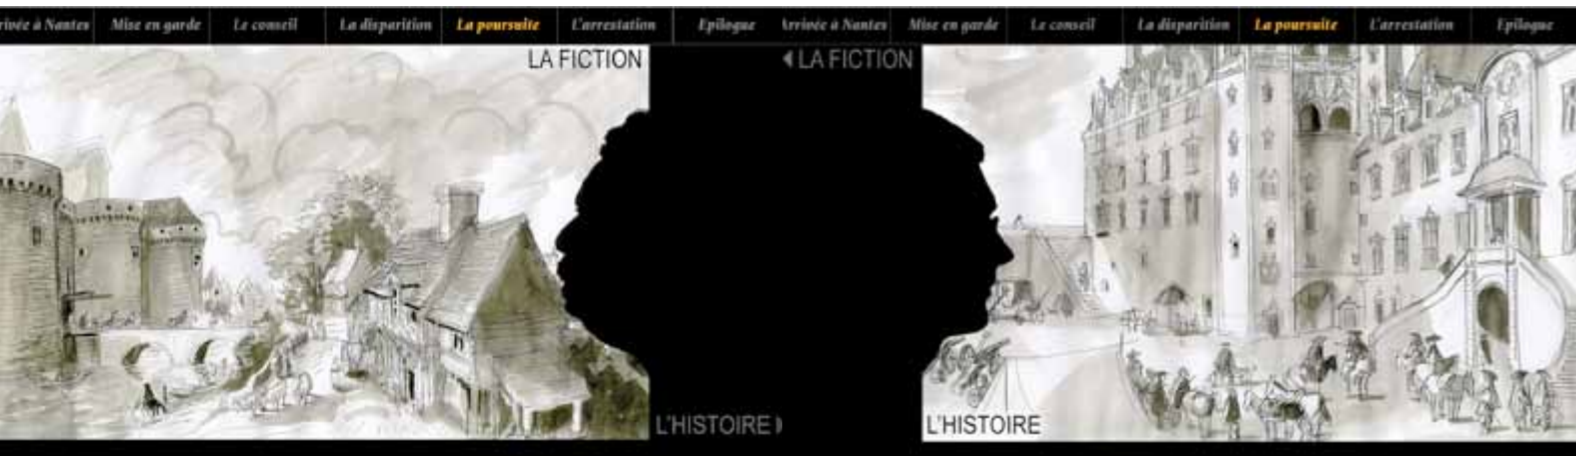 rivée à Nantes Mise en garde Le conseil La disparition La poursuite L'arrestation Epilogue Arrivée à Nantes Mise en garde Le conseil La disparition La poursuite L'arrestation Epilogue
LA FICTION
LA FICTION
L'HISTOIRE
L'HISTOIRE